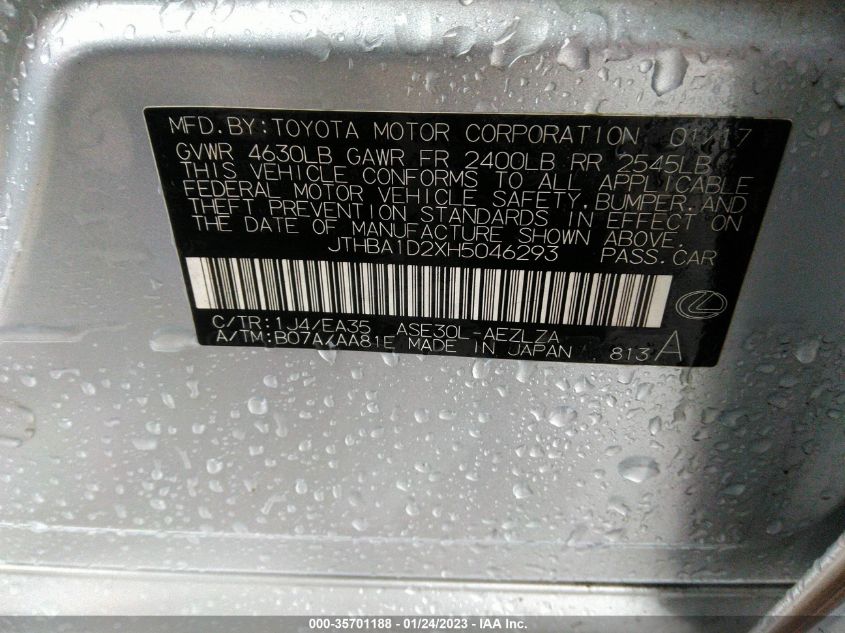 MFD. BY: TOYOTA MOTOR CORPORATION 01/17
GVWR 4630LB GAWR FR 2400LB RR 2545LB
THIS VEHICLE CONFORMS TO ALL APPLICABLE
FEDERAL MOTOR VEHICLE SAFETY, BUMPER, AND
THEFT PREVENTION STANDARDS IN EFFECT ON
THE DATE OF MANUFACTURE SHOWN ABOVE.
JTHBA1D2XH5046293 PASS. CAR
C/TR: 1J4/EA35 ASE30L-AEZLZA
A/TM: B07A/AA81E MADE IN JAPAN 813 A
000-35701188 - 01/24/2023 - IAA Inc.